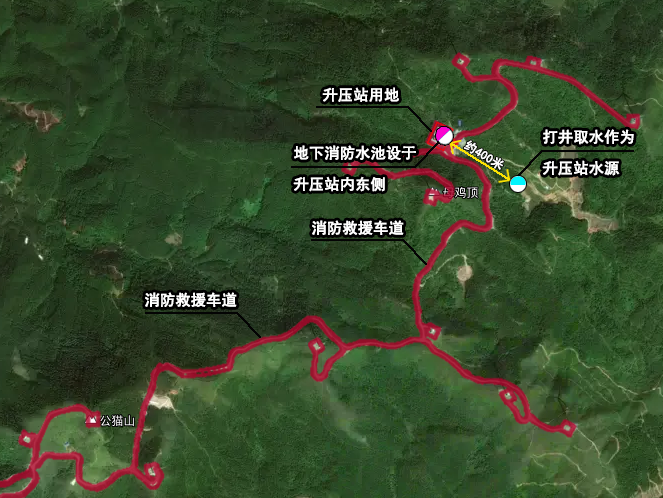 升压站用地
打井取水作为
升压站水源
约400米
地下消防水池设于
升压站内东侧
鸡顶
消防救援车道
消防救援车道
公猫山